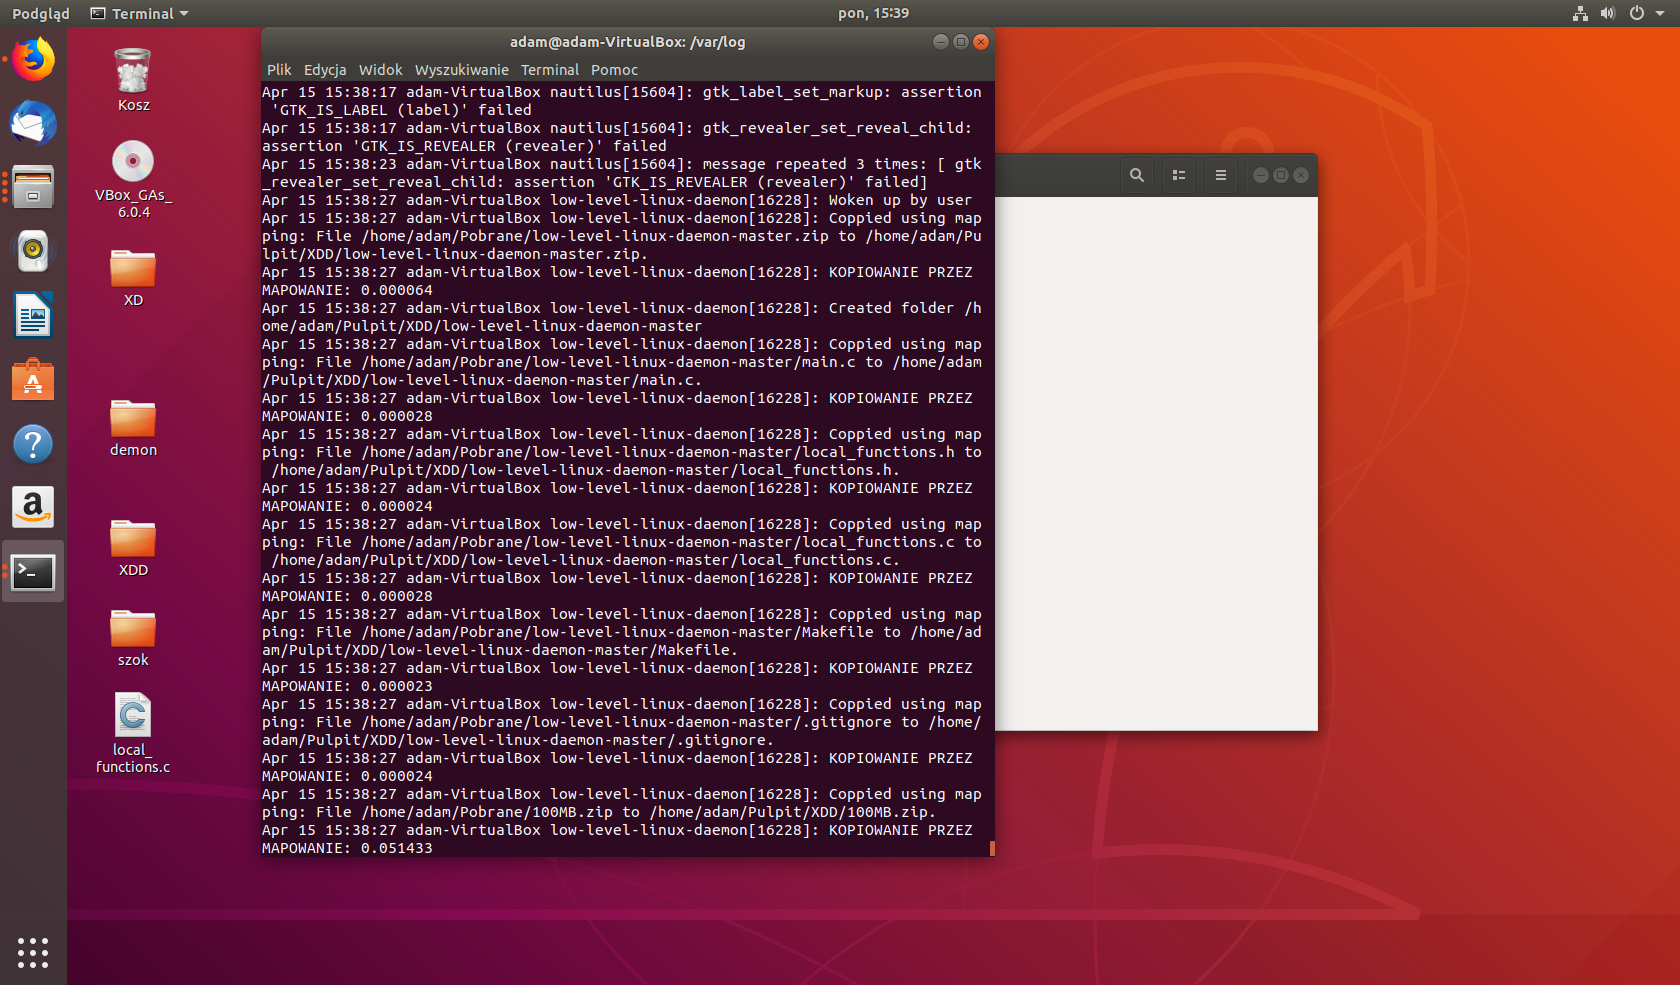 Podgląd
Terminal
pon, 15:39
adam@adam-VirtualBox: /var/log
Plik Edycja Widok Wyszukiwanie Terminal Pomoc
Apr 15 15:38:17 adam-VirtualBox nautilus[15604]: gtk_label_set_markup: assertion
'GTK_IS_LABEL (label)' failed
Apr 15 15:38:17 adam-VirtualBox nautilus[15604]: gtk_revealer_set_reveal_child:
assertion 'GTK_IS_REVEALER (revealer)' failed
Apr 15 15:38:23 adam-VirtualBox nautilus[15604]: message repeated 3 times: [ gtk
_revealer_set_reveal_child: assertion 'GTK_IS_REVEALER (revealer)' failed]
Apr 15 15:38:27 adam-VirtualBox low-level-linux-daemon[16228]: Woken up by user
Apr 15 15:38:27 adam-VirtualBox low-level-linux-daemon[16228]: Coppied using map
ping: File /home/adam/Pobrane/low-level-linux-daemon-master.zip to /home/adam/Pu
lpit/XDD/low-level-linux-daemon-master.zip.
Apr 15 15:38:27 adam-VirtualBox low-level-linux-daemon[16228]: KOPIOWANIE PRZEZ
MAPOWANIE: 0.000064
Apr 15 15:38:27 adam-VirtualBox low-level-linux-daemon[16228]: Created folder /h
ome/adam/Pulpit/XDD/low-level-linux-daemon-master
Apr 15 15:38:27 adam-VirtualBox low-level-linux-daemon[16228]: Coppied using map
ping: File /home/adam/Pobrane/low-level-linux-daemon-master/main.c to /home/adam
/Pulpit/XDD/low-level-linux-daemon-master/main.c.
Apr 15 15:38:27 adam-VirtualBox low-level-linux-daemon[16228]: KOPIOWANIE PRZEZ
MAPOWANIE: 0.000028
Apr 15 15:38:27 adam-VirtualBox low-level-linux-daemon[16228]: Coppied using map
ping: File /home/adam/Pobrane/low-level-linux-daemon-master/local_functions.h to
/home/adam/Pulpit/XDD/low-level-linux-daemon-master/local_functions.h.
Apr 15 15:38:27 adam-VirtualBox low-level-linux-daemon[16228]: KOPIOWANIE PRZEZ
MAPOWANIE: 0.000024
Apr 15 15:38:27 adam-VirtualBox low-level-linux-daemon[16228]: Coppied using map
ping: File /home/adam/Pobrane/low-level-linux-daemon-master/local_functions.c to
/home/adam/Pulpit/XDD/low-level-linux-daemon-master/local_functions.c.
Apr 15 15:38:27 adam-VirtualBox low-level-linux-daemon[16228]: KOPIOWANIE PRZEZ
MAPOWANIE: 0.000028
Apr 15 15:38:27 adam-VirtualBox low-level-linux-daemon[16228]: Coppied using map
ping: File /home/adam/Pobrane/low-level-linux-daemon-master/Makefile to /home/ad
am/Pulpit/XDD/low-level-linux-daemon-master/Makefile.
Apr 15 15:38:27 adam-VirtualBox low-level-linux-daemon[16228]: KOPIOWANIE PRZEZ
MAPOWANIE: 0.000023
Apr 15 15:38:27 adam-VirtualBox low-level-linux-daemon[16228]: Coppied using map
ping: File /home/adam/Pobrane/low-level-linux-daemon-master/.gitignore to /home/
adam/Pulpit/XDD/low-level-linux-daemon-master/.gitignore.
Apr 15 15:38:27 adam-VirtualBox low-level-linux-daemon[16228]: KOPIOWANIE PRZEZ
MAPOWANIE: 0.000024
Apr 15 15:38:27 adam-VirtualBox low-level-linux-daemon[16228]: Coppied using map
ping: File /home/adam/Pobrane/100MB.zip to /home/adam/Pulpit/XDD/100MB.zip.
Apr 15 15:38:27 adam-VirtualBox low-level-linux-daemon[16228]: KOPIOWANIE PRZEZ
MAPOWANIE: 0.051433
Kosz
VBox_GAs_
6.0.4
XD
demon
XDD
szok
local_
functions.c